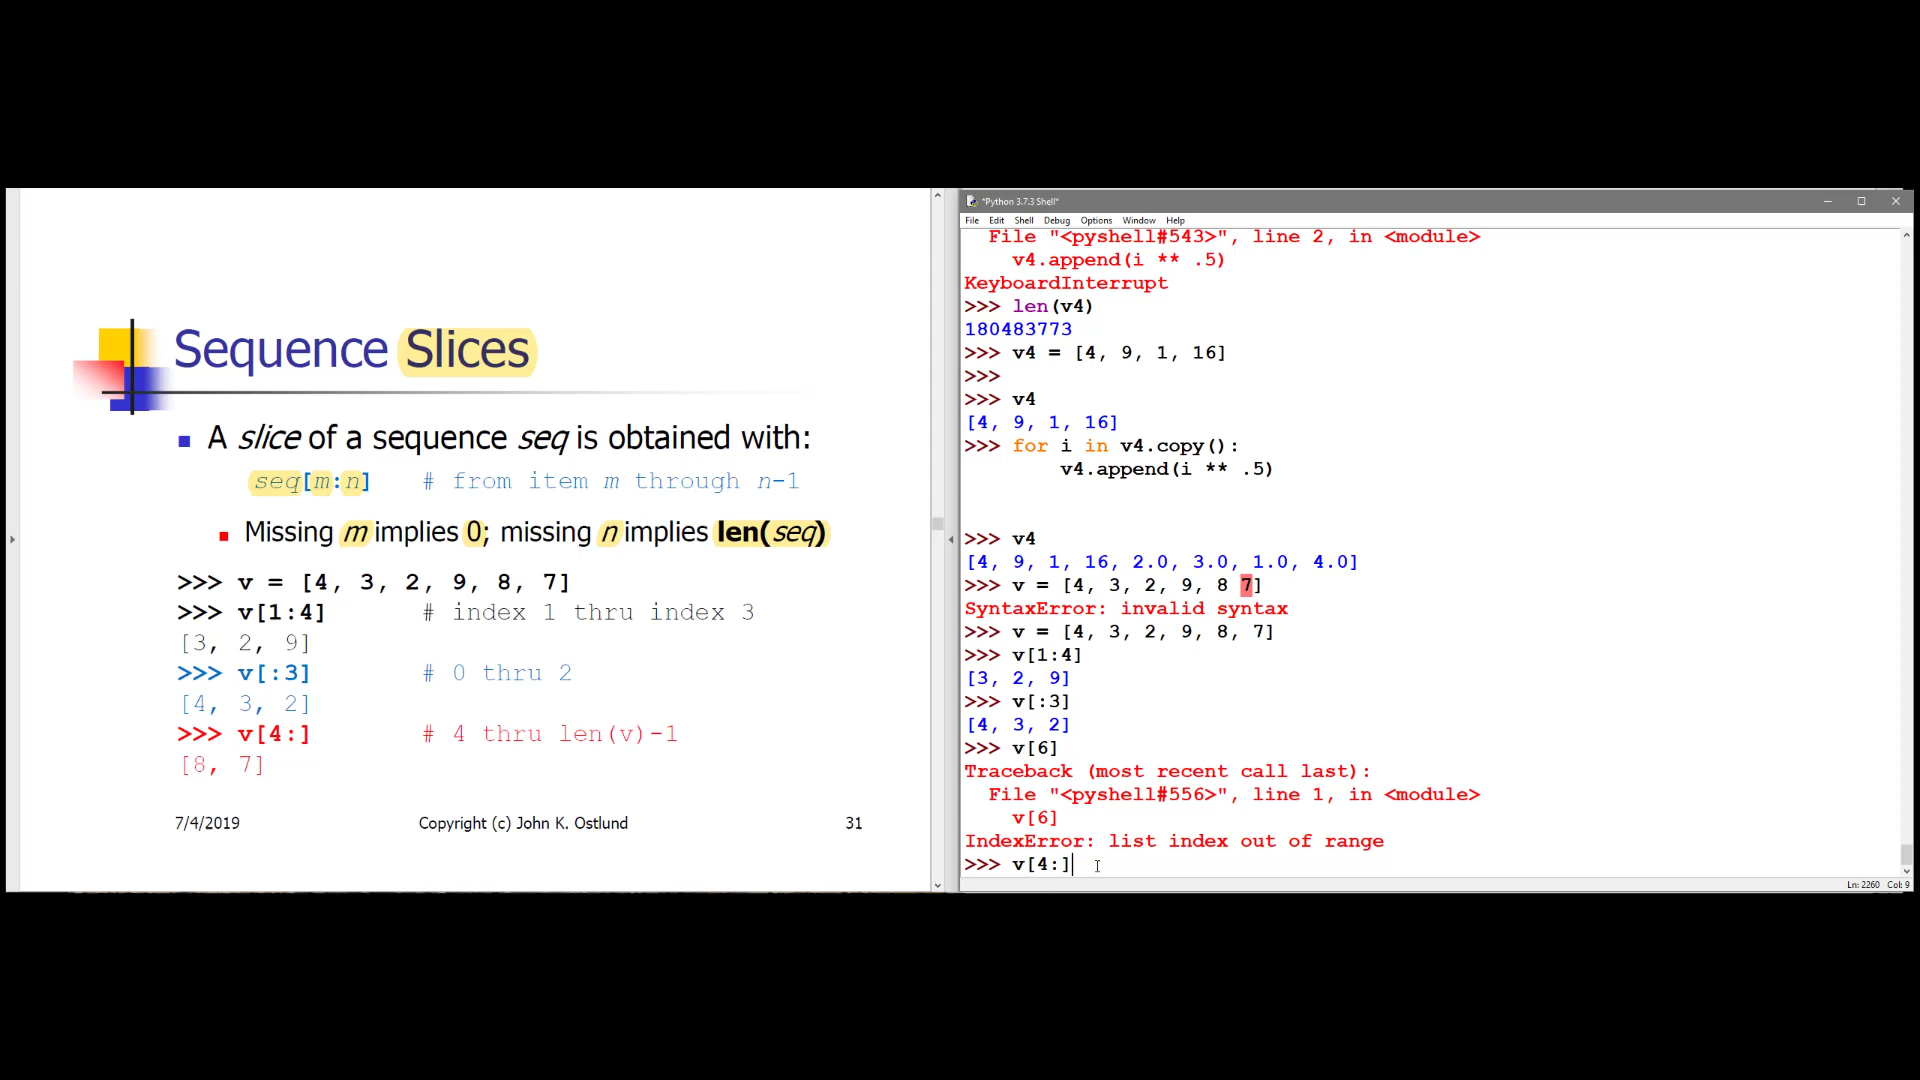 Sequence Slices
A slice of a sequence seq is obtained with:
seq[m:n] # from item m through n-1
Missing m implies 0; missing n implies len(seq)
>>> v = [4, 3, 2, 9, 8, 7]
>>> v[1:4] # index 1 thru index 3
[3, 2, 9]
>>> v[:3] # 0 thru 2
[4, 3, 2]
>>> v[4:] # 4 thru len(v)-1
[8, 7]
7/4/2019 Copyright (c) John K. Ostlund 31
*Python 3.7.3 Shell*
File Edit Shell Debug Options Window Help
File "<pyshell#543>", line 2, in <module>
v4.append(i ** .5)
KeyboardInterrupt
>>> len(v4)
180483773
>>> v4 = [4, 9, 1, 16]
>>>
>>> v4
[4, 9, 1, 16]
>>> for i in v4.copy():
v4.append(i ** .5)
>>> v4
[4, 9, 1, 16, 2.0, 3.0, 1.0, 4.0]
>>> v = [4, 3, 2, 9, 8 7]
SyntaxError: invalid syntax
>>> v = [4, 3, 2, 9, 8, 7]
>>> v[1:4]
[3, 2, 9]
>>> v[:3]
[4, 3, 2]
>>> v[6]
Traceback (most recent call last):
File "<pyshell#556>", line 1, in <module>
v[6]
IndexError: list index out of range
>>> v[4:]
Ln: 2260 Col: 9